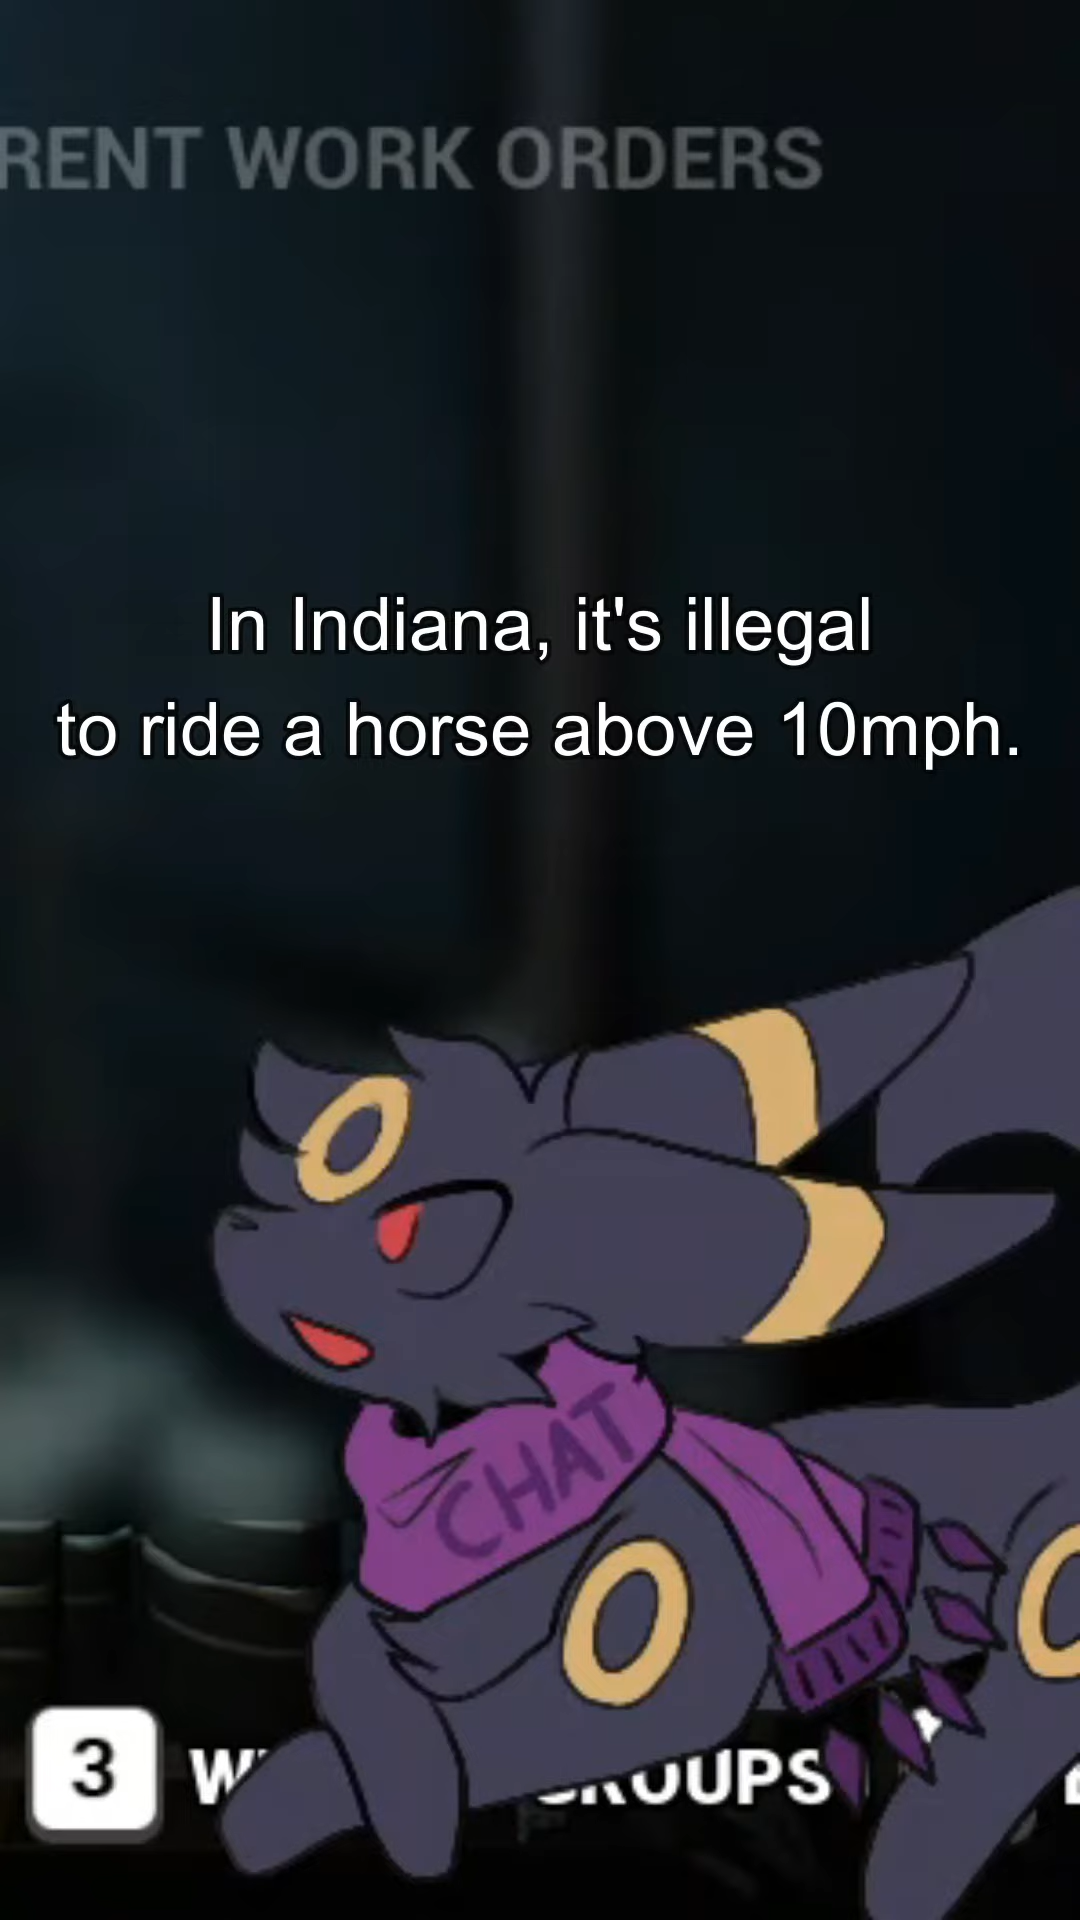 RENT WORK ORDERS
In Indiana, it's illegal
to ride a horse above 10mph.
CHAT
3